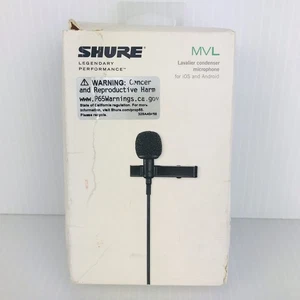 SHURE
LEGENDARY
PERFORMANCE™
MVL
Lavalier condenser
microphone
for iOS and Android
WARNING: Cancer
and Reproductive Harm
www.P65Warnings.ca.gov